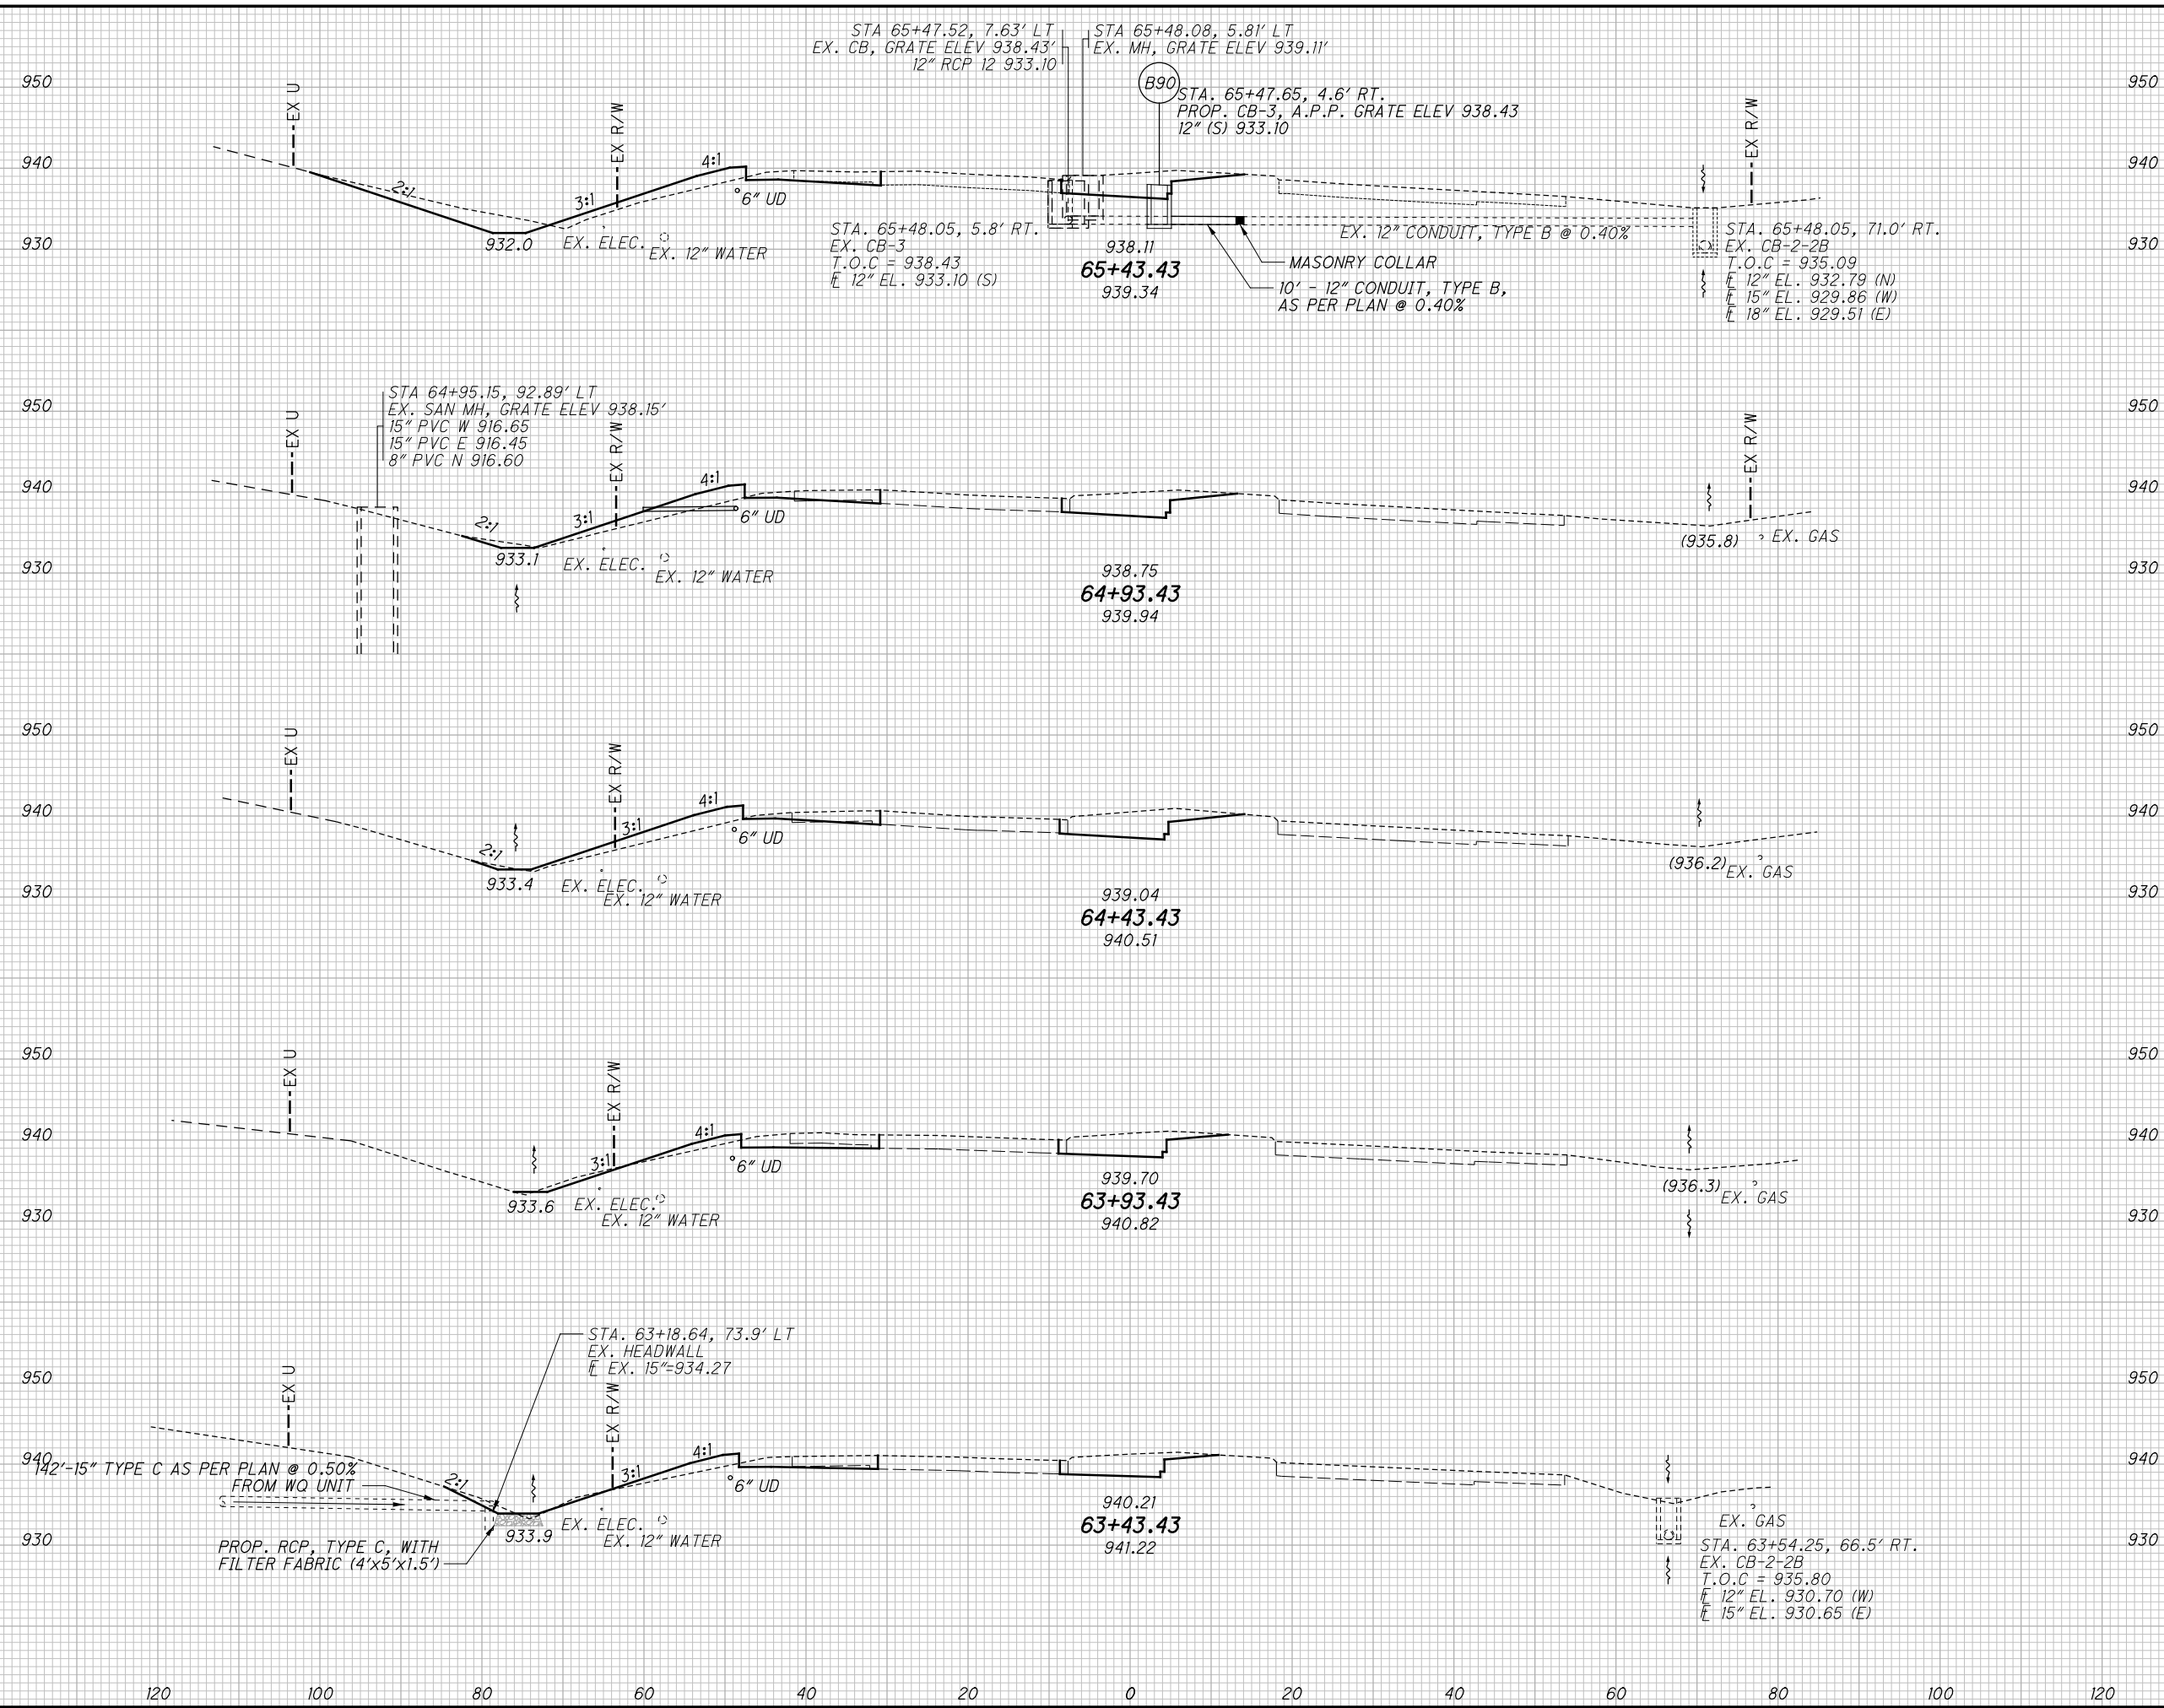 STA 65+47.52, 7.63' LT
EX. CB, GRATE ELEV 938.43'
12" RCP 12 933.10
STA 65+48.08, 5.81' LT
EX. MH, GRATE ELEV 939.11'
B90
STA. 65+47.65, 4.6' RT.
PROP. CB-3, A.P.P. GRATE ELEV 938.43
12" (S) 933.10
950
950
EX U
EX R/W
EX R/W
940
940
2:1
3:1
4:1
6" UD
930
930
932.0
EX. ELEC.
EX. 12" WATER
STA. 65+48.05, 5.8' RT.
EX. CB-3
T.O.C = 938.43
FL 12" EL. 933.10 (S)
938.11
65+43.43
939.34
EX. 12" CONDUIT, TYPE B @ 0.40%
MASONRY COLLAR
10' - 12" CONDUIT, TYPE B,
AS PER PLAN @ 0.40%
STA. 65+48.05, 71.0' RT.
EX. CB-2-2B
T.O.C = 935.09
FL 12" EL. 932.79 (N)
FL 15" EL. 929.86 (W)
FL 18" EL. 929.51 (E)
STA 64+95.15, 92.89' LT
EX. SAN MH, GRATE ELEV 938.15'
15" PVC W 916.65
15" PVC E 916.45
8" PVC N 916.60
950
950
EX U
EX R/W
EX R/W
940
940
2:1
3:1
4:1
6" UD
930
930
933.1
EX. ELEC.
EX. 12" WATER
938.75
64+93.43
939.94
(935.8)
EX. GAS
950
950
EX U
EX R/W
940
940
2:1
3:1
4:1
6" UD
930
930
933.4
EX. ELEC.
EX. 12" WATER
939.04
64+43.43
940.51
(936.2)
EX. GAS
950
950
EX U
EX R/W
940
940
3:1
4:1
6" UD
930
930
933.6
EX. ELEC.
EX. 12" WATER
939.70
63+93.43
940.82
(936.3)
EX. GAS
STA. 63+18.64, 73.9' LT
EX. HEADWALL
FL EX. 15"=934.27
950
950
EX U
EX R/W
940
940
142'-15" TYPE C AS PER PLAN @ 0.50%
FROM WQ UNIT
2:1
3:1
4:1
6" UD
930
930
933.9
EX. ELEC.
EX. 12" WATER
PROP. RCP, TYPE C, WITH
FILTER FABRIC (4'x5'x1.5')
940.21
63+43.43
941.22
EX. GAS
STA. 63+54.25, 66.5' RT.
EX. CB-2-2B
T.O.C = 935.80
FL 12" EL. 930.70 (W)
FL 15" EL. 930.65 (E)
120 100 80 60 40 20 0 20 40 60 80 100 120